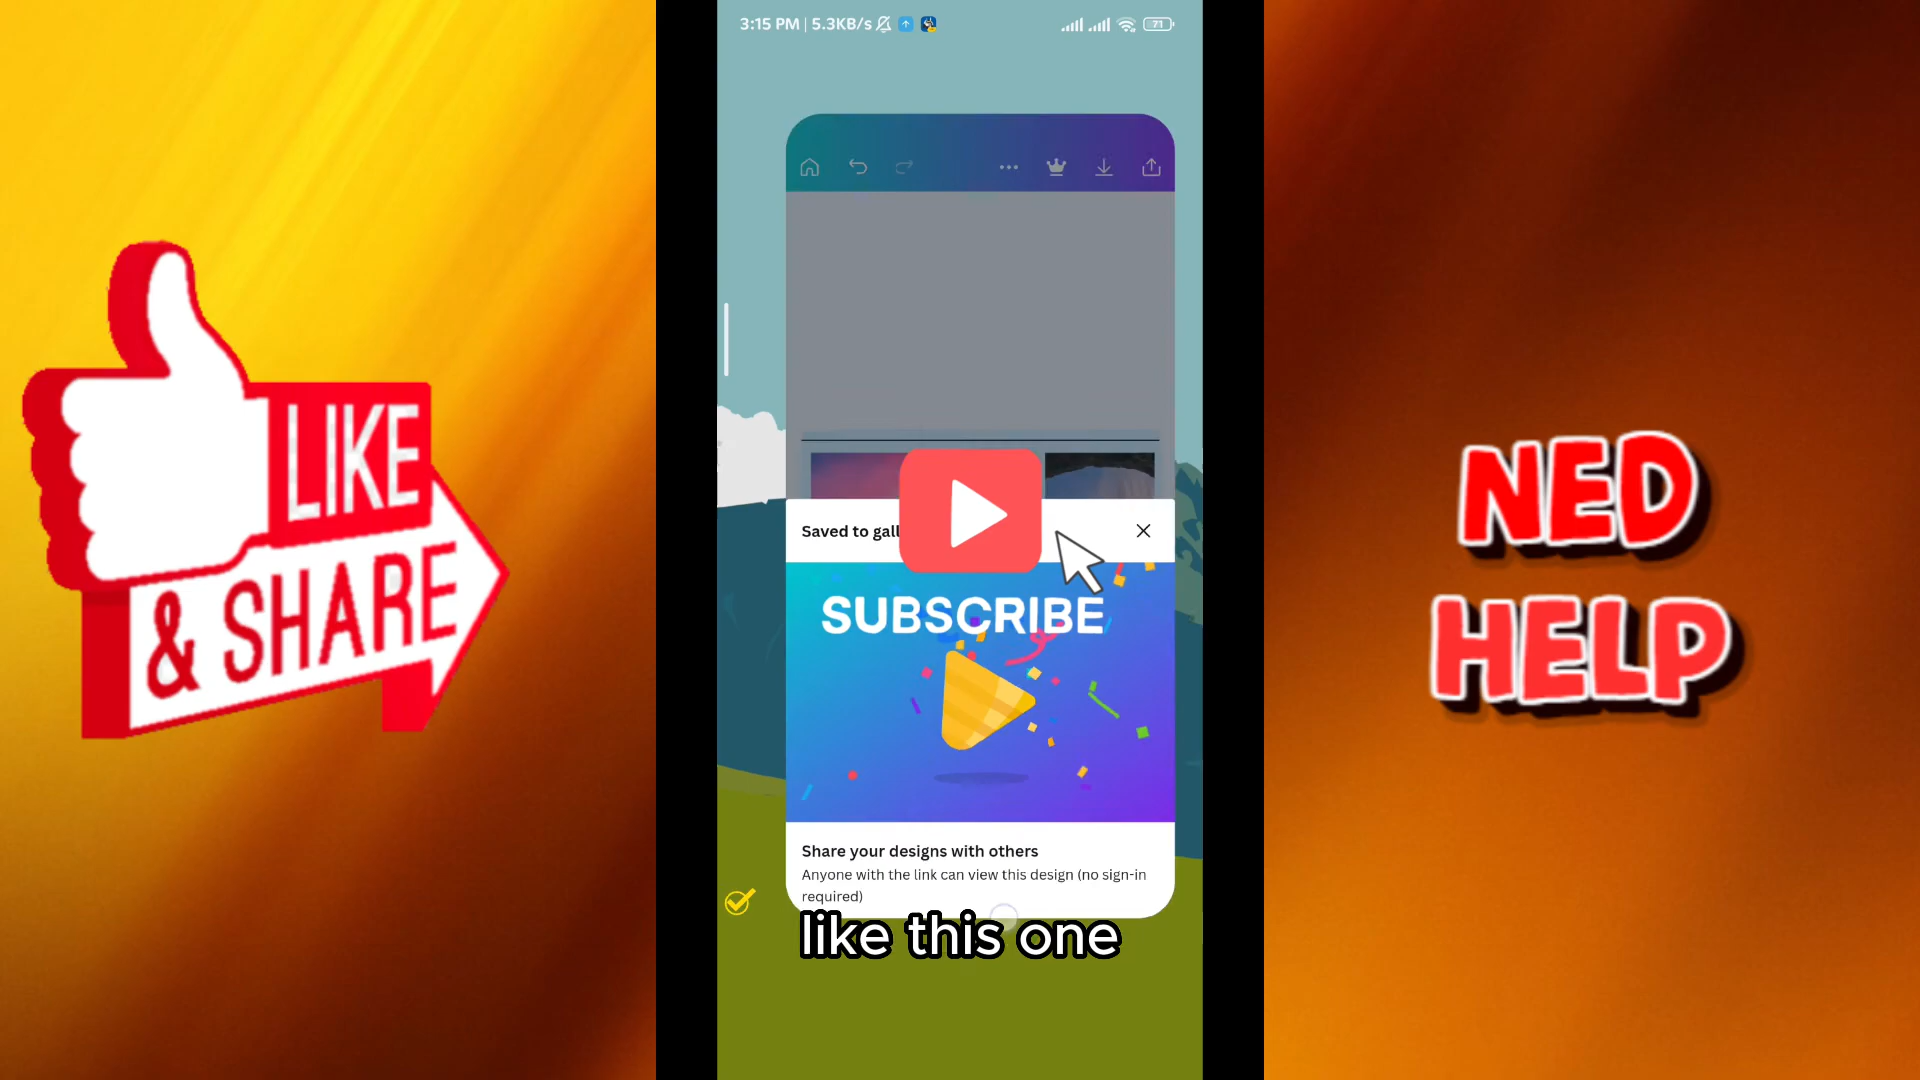 3:15 PM | 5.3KB/s
71
LIKE
& SHARE
NED
HELP
Saved to gall
SUBSCRIBE
Share your designs with others
Anyone with the link can view this design (no sign-in
required)
like this one